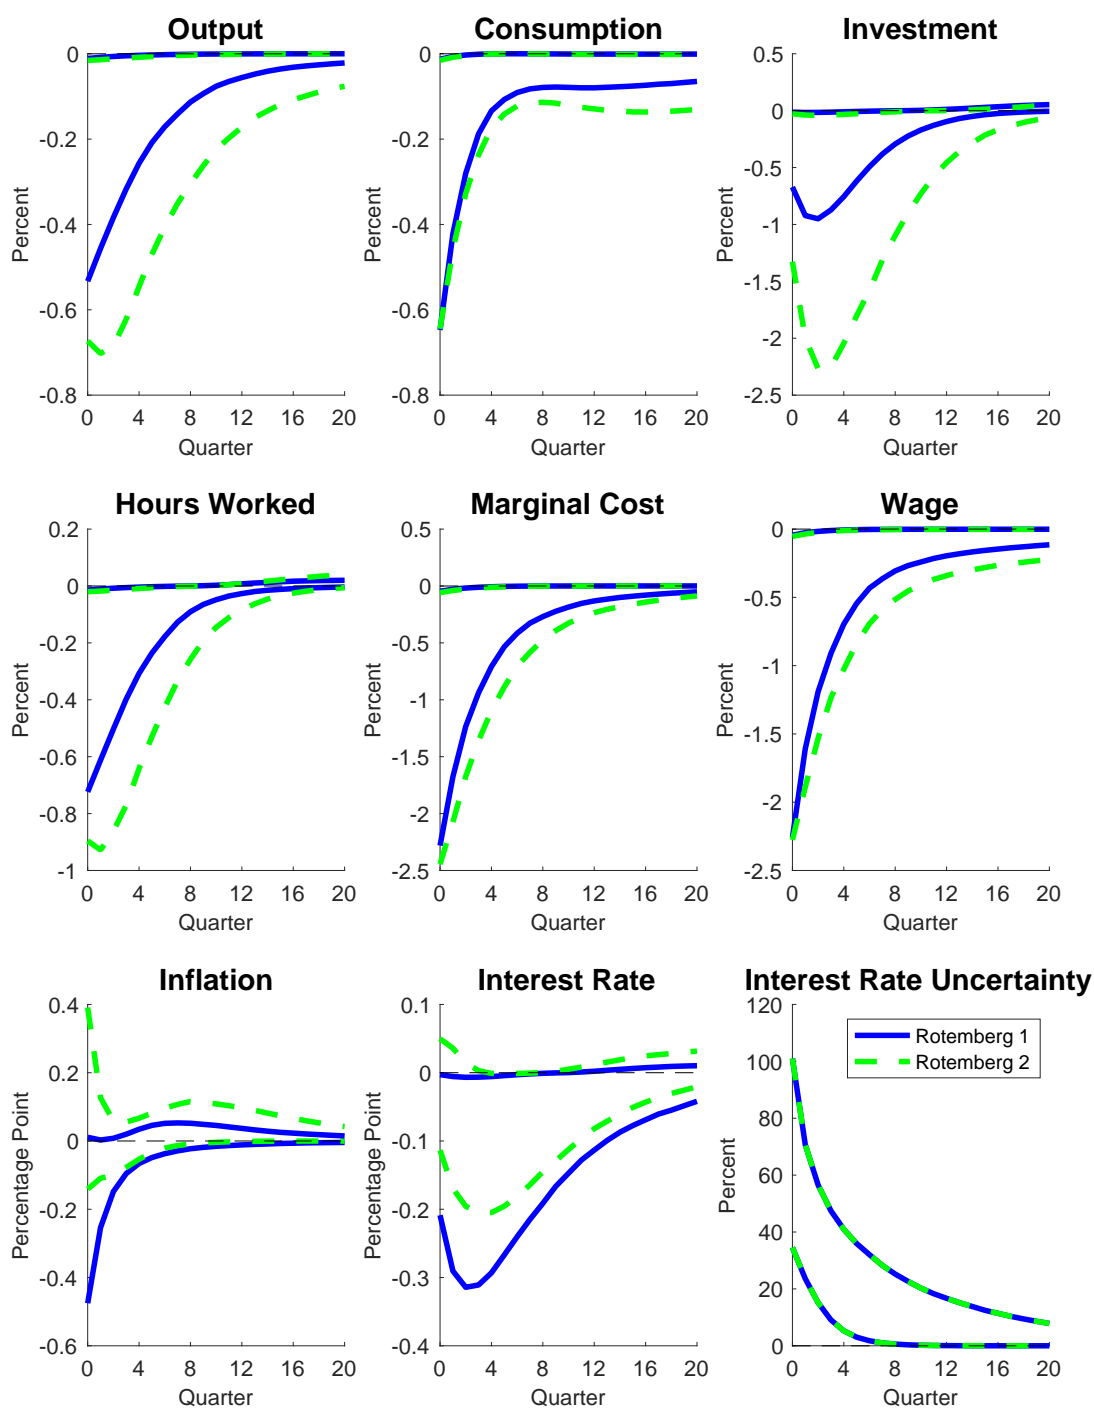 Output
0
-0.2
-0.4
-0.6
-0.8
Percent
0 4 8 12 16 20
Quarter
Consumption
0
-0.2
-0.4
-0.6
-0.8
Percent
0 4 8 12 16 20
Quarter
Investment
0.5
0
-0.5
-1
-1.5
-2
-2.5
Percent
0 4 8 12 16 20
Quarter
Hours Worked
0.2
0
-0.2
-0.4
-0.6
-0.8
-1
Percent
0 4 8 12 16 20
Quarter
Marginal Cost
0.5
0
-0.5
-1
-1.5
-2
-2.5
Percent
0 4 8 12 16 20
Quarter
Wage
0
-0.5
-1
-1.5
-2
-2.5
Percent
0 4 8 12 16 20
Quarter
Inflation
0.4
0.2
0
-0.2
-0.4
-0.6
Percentage Point
0 4 8 12 16 20
Quarter
Interest Rate
0.1
0
-0.1
-0.2
-0.3
-0.4
Percentage Point
0 4 8 12 16 20
Quarter
Interest Rate Uncertainty
120
100
80
60
40
20
0
Percent
Rotemberg 1
Rotemberg 2
0 4 8 12 16 20
Quarter